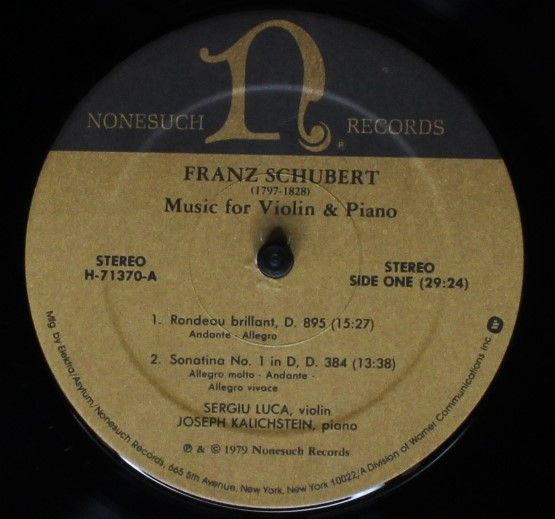 n
NONESUCH RECORDS
®
FRANZ SCHUBERT
(1797-1828)
Music for Violin & Piano
STEREO
H-71370-A
STEREO
SIDE ONE (29:24)
1. Rondeau brillant, D. 895 (15:27)
Andante - Allegro
2. Sonatina No. 1 in D, D. 384 (13:38)
Allegro molto - Andante -
Allegro vivace
SERGIU LUCA, violin
JOSEPH KALICHSTEIN, piano
℗ & © 1979 Nonesuch Records
Mfg. by Elektra/Asylum/Nonesuch Records, 665 5th Avenue, New York, New York 10022/A Division of Warner Communications Inc.